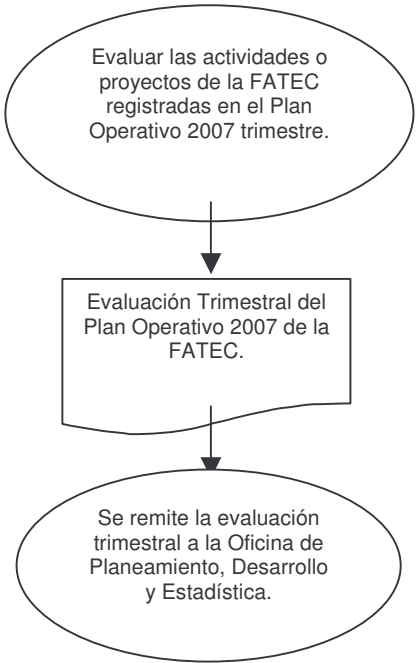 Evaluar las actividades o
proyectos de la FATEC
registradas en el Plan
Operativo 2007 trimestre.
Evaluación Trimestral del
Plan Operativo 2007 de la
FATEC.
Se remite la evaluación
trimestral a la Oficina de
Planeamiento, Desarrollo
y Estadística.